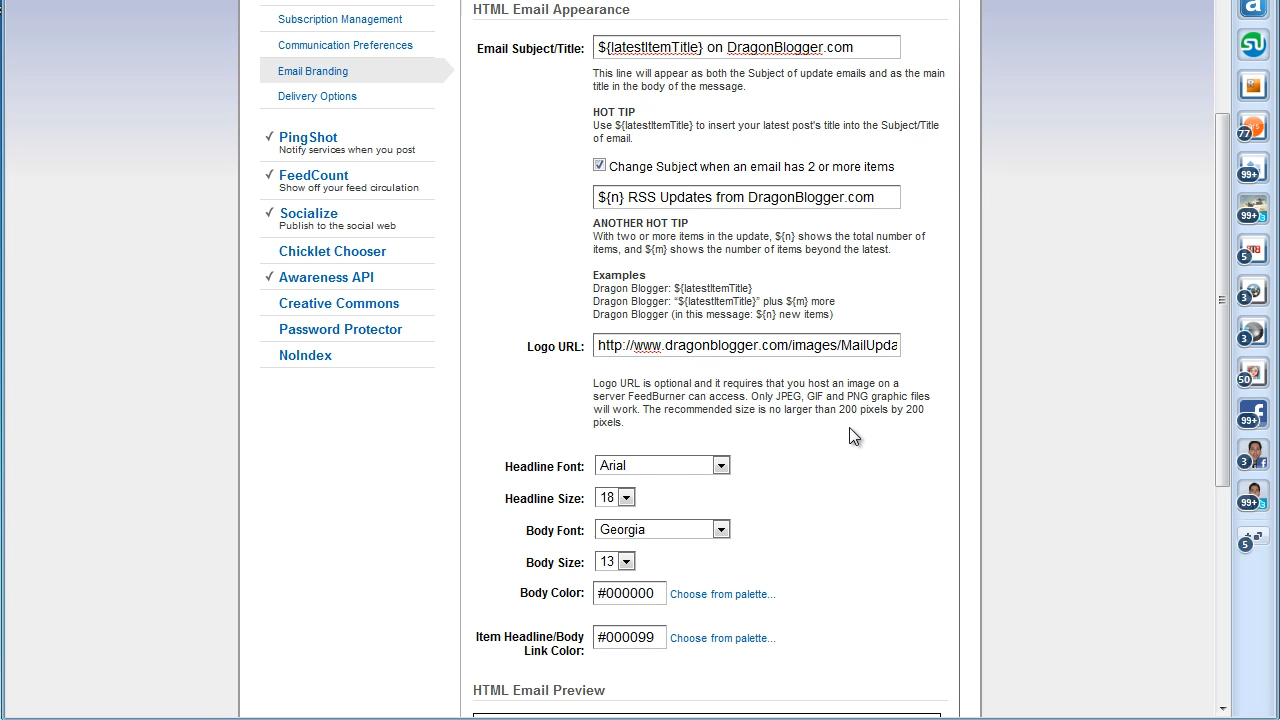 Subscription Management
Communication Preferences
Email Branding
Delivery Options
PingShot
Notify services when you post
FeedCount
Show off your feed circulation
Socialize
Publish to the social web
Chicklet Chooser
Awareness API
Creative Commons
Password Protector
NoIndex
HTML Email Appearance
Email Subject/Title: ${latestItemTitle} on DragonBlogger.com
This line will appear as both the Subject of update emails and as the main
title in the body of the message.
HOT TIP
Use ${latestItemTitle} to insert your latest post's title into the Subject/Title
of email.
Change Subject when an email has 2 or more items
${n} RSS Updates from DragonBlogger.com
ANOTHER HOT TIP
With two or more items in the update, ${n} shows the total number of
items, and ${m} shows the number of items beyond the latest.
Examples
Dragon Blogger: ${latestItemTitle}
Dragon Blogger: “${latestItemTitle}” plus ${m} more
Dragon Blogger (in this message: ${n} new items)
Logo URL: http://www.dragonblogger.com/images/MailUpda
Logo URL is optional and it requires that you host an image on a
server FeedBurner can access. Only JPEG, GIF and PNG graphic files
will work. The recommended size is no larger than 200 pixels by 200
pixels.
Headline Font: Arial
Headline Size: 18
Body Font: Georgia
Body Size: 13
Body Color: #000000 Choose from palette...
Item Headline/Body
Link Color: #000099 Choose from palette...
HTML Email Preview
a
77
99+
99+
5
3
3
50
99+
3
99+
5